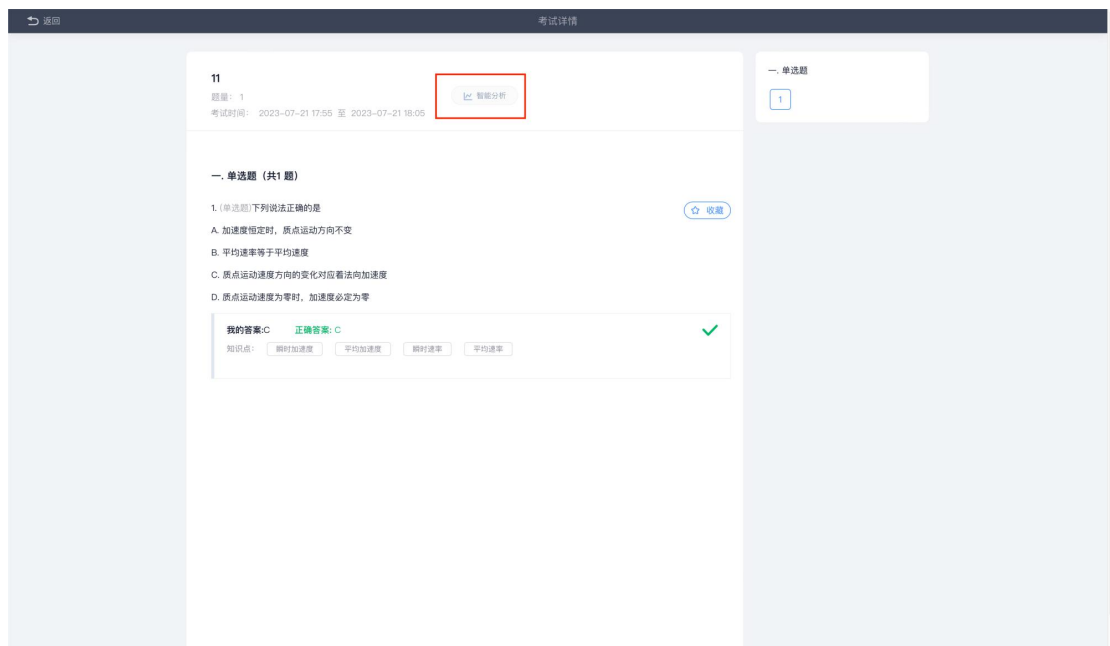 返回
考试详情
11
题量： 1
智能分析
考试时间： 2023-07-21 17:55 至 2023-07-21 18:05
一. 单选题（共1 题）
1. (单选题)下列说法正确的是
收藏
A. 加速度恒定时，质点运动方向不变
B. 平均速率等于平均速度
C. 质点运动速度方向的变化对应着法向加速度
D. 质点运动速度为零时，加速度必定为零
我的答案:C 正确答案: C
知识点： 瞬时加速度 平均加速度 瞬时速率 平均速率
一. 单选题
1